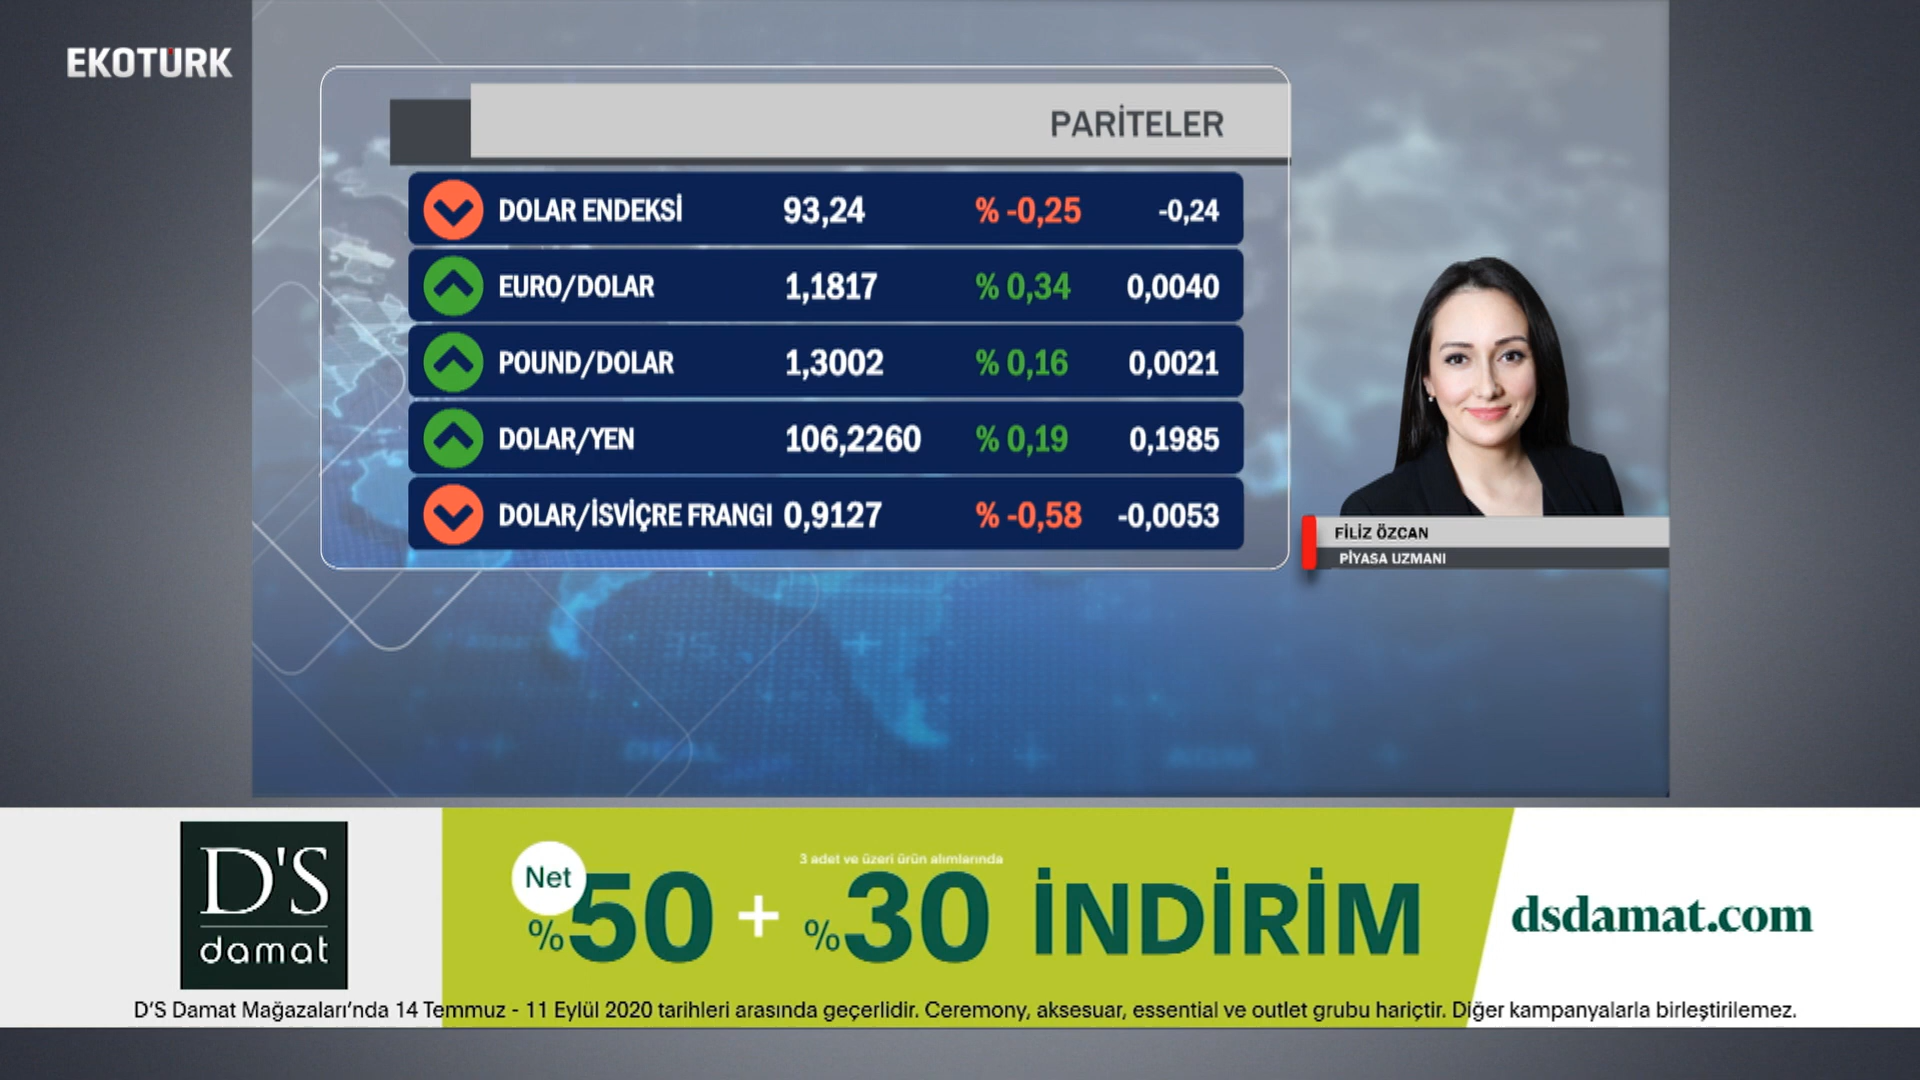 EKOTÜRK
PARİTELER
DOLAR ENDEKSİ 93,24 % -0,25 -0,24
EURO/DOLAR 1,1817 % 0,34 0,0040
POUND/DOLAR 1,3002 % 0,16 0,0021
DOLAR/YEN 106,2260 % 0,19 0,1985
DOLAR/İSVİÇRE FRANGI 0,9127 % -0,58 -0,0053
FİLİZ ÖZCAN
PİYASA UZMANI
D'S
damat
3 adet ve üzeri ürün alımlarında
Net
%50 + %30 İNDİRİM
dsdamat.com
D'S Damat Mağazaları'nda 14 Temmuz - 11 Eylül 2020 tarihleri arasında geçerlidir. Ceremony, aksesuar, essential ve outlet grubu hariçtir. Diğer kampanyalarla birleştirilemez.